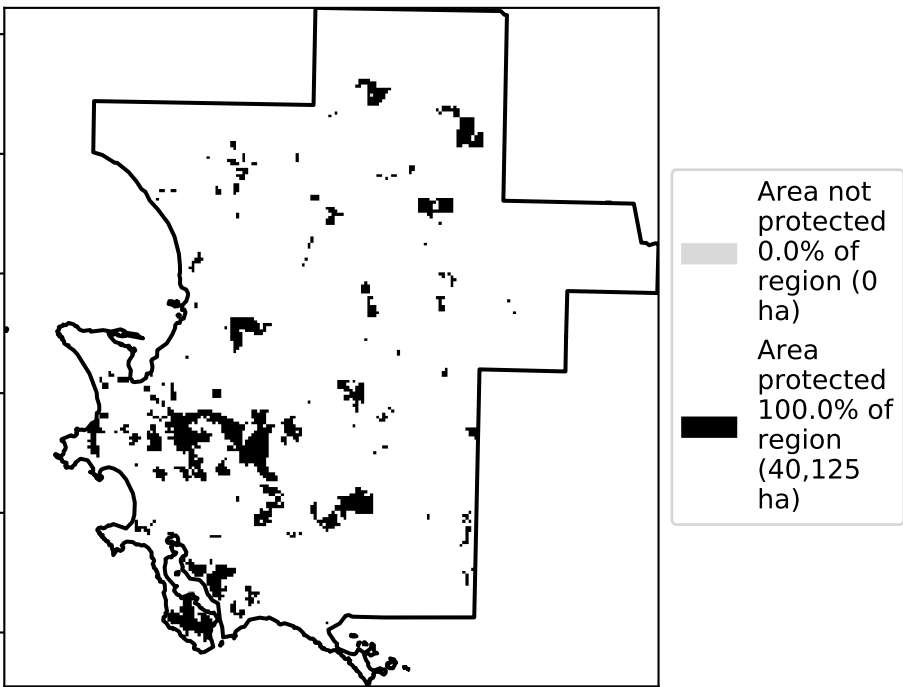 Area not
protected
0.0% of
region (0
ha)
Area
protected
100.0% of
region
(40,125
ha)